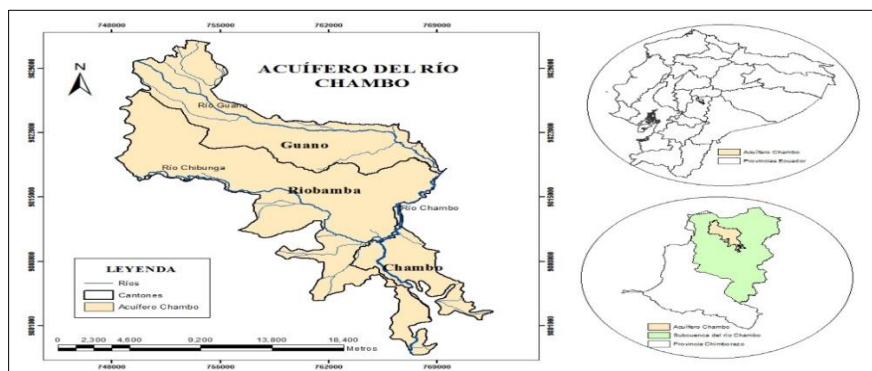 748000 755000 762000 769000
N
ACUÍFERO DEL RÍO
CHAMBO
Río Guano
Guano
Río Chibunga
Riobamba
Río Chambo
Chambo
LEYENDA
Ríos
Cantones
Acuífero Chambo
0 2,300 4,600 9,200 13,800 18,400
Metros
748000 755000 762000 769000
Acuífero Chambo
Provincias Ecuador
Acuífero Chambo
Subcuenca del río Chambo
Provincia Chimborazo